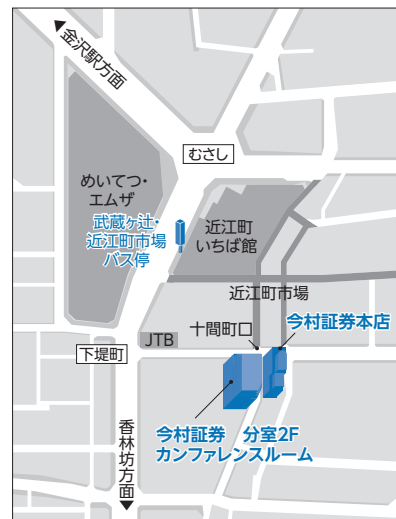 ◀金沢駅方面
むさし
めいてつ・
エムザ
武蔵ヶ辻・
近江町市場
バス停
近江町
いちば館
近江町市場
十間町口
今村証券本店
JTB
下堤町
今村証券 分室2F
カンファレンスルーム
香林坊方面▶